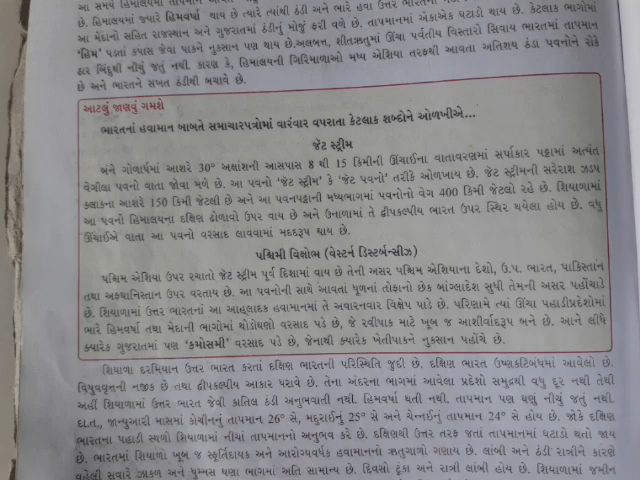 આ સમયે હિમાલયમાં
છે. હિમાલયમાં જ્યારે હિમવર્ષા થાય છે ત્યારે ત્યાંથી ઠંડી અને ભારે હવા ઉત્તર ભારતના
આ મેદાનો સહિત રાજસ્થાન અને ગુજરાતમાં ઠંડીનું મોજું ફરી વળે છે. તાપમાનમાં એકાએક ઘટાડો થાય છે. કેટલાક ભાગોમાં
'હિમ' પડતાં કપાસ જેવા પાકને નુકસાન પણ થાય છે.અલબત્ત, શીતઋતુમાં ઊંચા પર્વતીય વિસ્તારો સિવાય ભારતમાં તાપમાન
ઠાર બિંદુથી નીચું જતું નથી. કારણ કે, હિમાલયની ગિરિમાળાઓ મધ્ય એશિયા તરફથી આવતા અતિશય ઠંડા પવનોને રોકે
છે અને ભારતને સખત ઠંડીથી બચાવે છે.
આટલું જાણવું ગમશે
ભારતનાં હવામાન બાબતે સમાચારપત્રોમાં વારંવાર વપરાતા કેટલાક શબ્દોને ઓળખીએ...
જેટ સ્ટ્રીમ
બંને ગોળાર્ધમાં આશરે 30° અક્ષાંશની આસપાસ 8 થી 15 કિમીની ઊંચાઈના વાતાવરણમાં સર્પાકાર પટ્ટામાં અત્યંત
વેગીલા પવનો વાતા જોવા મળે છે. આ પવનો 'જેટ સ્ટ્રીમ' કે 'જેટ પવનો' તરીકે ઓળખાય છે. જેટ સ્ટ્રીમની સરેરાશ ઝડપ
કલાકના આશરે 150 કિમી જેટલી છે અને આ પવનપટ્ટાની મધ્યભાગમાં પવનોનો વેગ 400 કિમી જેટલો રહે છે. શિયાળામાં
આ પવનો હિમાલયના દક્ષિણ ઢોળાવો ઉપર વાય છે અને ઉનાળામાં તે દ્વીપકલ્પીય ભારત ઉપર સ્થિર થયેલા હોય છે. વધુ
ઊંચાઈએ વાતા આ પવનો વરસાદ લાવવામાં મદદરૂપ થાય છે.
પશ્ચિમી વિક્ષોભ (વેસ્ટર્ન ડિસ્ટર્બન્સીઝ)
પશ્ચિમ એશિયા ઉપર રચાતો જેટ સ્ટ્રીમ પૂર્વ દિશામાં વાય છે તેની અસર પશ્ચિમ એશિયાના દેશો, ઉ.પ. ભારત, પાકિસ્તાન
તથા અફઘાનિસ્તાન ઉપર વરતાય છે. આ પવનોની સાથે આવતાં ધૂળનાં તોફાનો છેક બાંગ્લાદેશ સુધી તેમની અસર પહોંચાડે
છે. શિયાળામાં ઉત્તર ભારતનાં આ આહ્લાદક હવામાનમાં તે અવારનવાર વિક્ષેપ પાડે છે. પરિણામે ત્યાં ઊંચા પહાડીપ્રદેશોમાં
ભારે હિમવર્ષા તથા મેદાની ભાગોમાં થોડોઘણો વરસાદ પડે છે, જે રવીપાક માટે ખૂબ જ આશીર્વાદરૂપ બને છે. આને લીધે
ક્યારેક ગુજરાતમાં પણ 'કમોસમી' વરસાદ પડે છે, જેનાથી ક્યારેક ખેતીપાકને નુકસાન પહોંચે છે.
શિયાળા દરમિયાન ઉત્તર ભારત કરતાં દક્ષિણ ભારતની પરિસ્થિતિ જુદી છે. દક્ષિણ ભારત ઉષ્ણકટિબંધમાં આવેલો છે.
વિષુવવૃત્તની નજીક છે તથા દ્વીપકલ્પીય આકાર ધરાવે છે. તેના અંદરના ભાગમાં આવેલા પ્રદેશો સમુદ્રથી વધુ દૂર નથી તેથી
અહીં શિયાળામાં ઉત્તર ભારત જેવી કાતિલ ઠંડી અનુભવાતી નથી. હિમવર્ષા થતી નથી. તાપમાન પણ ઘણું નીચું જતું નથી.
દા.ત., જાન્યુઆરી માસમાં કોચીનનું તાપમાન 26° સે, મદુરાઈનું 25° સે અને ચેન્નઈનું તાપમાન 24° સે હોય છે. જોકે દક્ષિણ
ભારતના પહાડી સ્થળો શિયાળામાં નીચાં તાપમાનનો અનુભવ કરે છે. દક્ષિણથી ઉત્તર તરફ જતાં તાપમાનમાં ઘટાડો થતો જાય
છે. ભારતમાં શિયાળો ખૂબ જ સ્ફૂર્તિદાયક અને આરોગ્યવર્ધક હવામાનનો ઋતુગાળો ગણાય છે. લાંબી અને ઠંડી રાત્રીને કારણે
વહેલી સવારે ઝાકળ અને ધુમ્મસ ઘણા ભાગમાં અતિ સામાન્ય છે. દિવસો ટૂંકા અને રાત્રી લાંબી હોય છે. શિયાળામાં જમીન